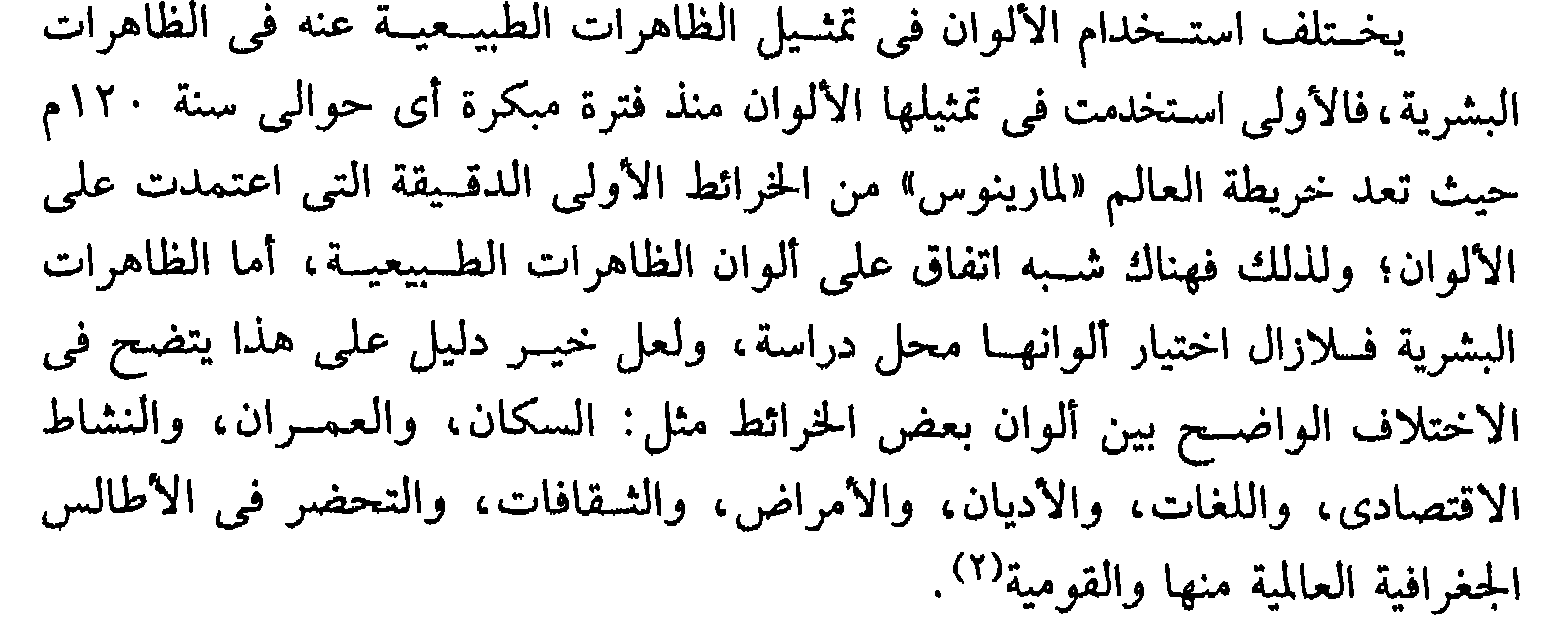 يختلف استخدام الألوان فى تمثيل الظاهرات الطبيعية عنه فى الظاهرات
البشرية، فالأولى استخدمت فى تمثيلها الألوان منذ فترة مبكرة أى حوالى سنة ١٢٠م
حيث تعد خريطة العالم «لمارينوس» من الخرائط الأولى الدقيقة التى اعتمدت على
الألوان؛ ولذلك فهناك شبه اتفاق على ألوان الظاهرات الطبيعية، أما الظاهرات
البشرية فلازال اختيار ألوانها محل دراسة، ولعل خير دليل على هذا يتضح فى
الاختلاف الواضح بين ألوان بعض الخرائط مثل: السكان، والعمران، والنشاط
الاقتصادى، واللغات، والأديان، والأمراض، والثقافات، والتحضر فى الأطالس
الجغرافية العالمية منها والقومية(٢).